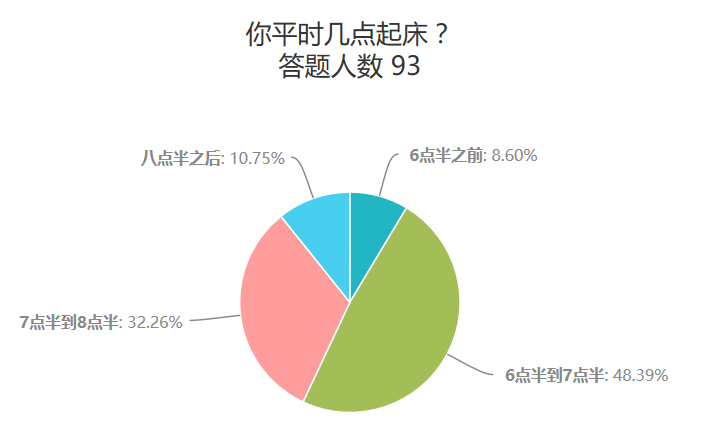 你平时几点起床？
答题人数 93
八点半之后: 10.75%
6点半之前: 8.60%
7点半到8点半: 32.26%
6点半到7点半: 48.39%